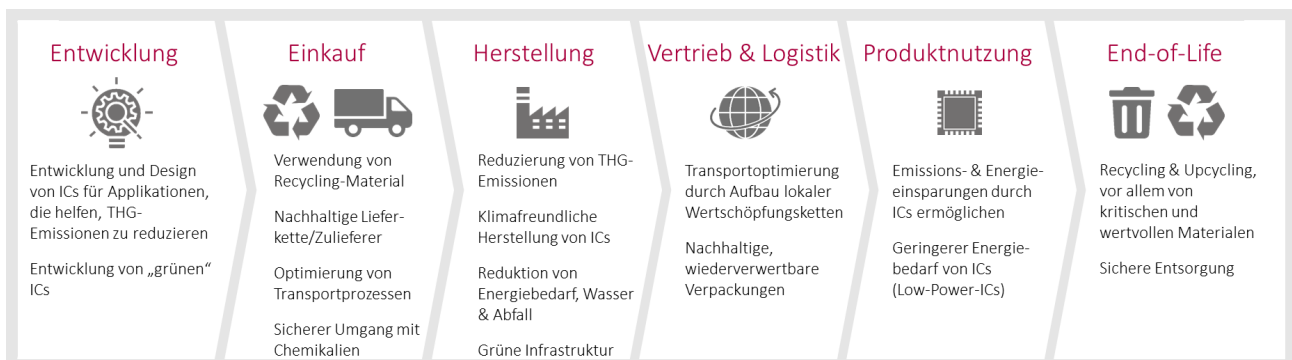 Entwicklung
Entwicklung und Design
von ICs für Applikationen,
die helfen, THG-
Emissionen zu reduzieren
Entwicklung von „grünen“
ICs
Einkauf
Verwendung von
Recycling-Material
Nachhaltige Liefer-
kette/Zulieferer
Optimierung von
Transportprozessen
Sicherer Umgang mit
Chemikalien
Herstellung
Reduzierung von THG-
Emissionen
Klimafreundliche
Herstellung von ICs
Reduktion von
Energiebedarf, Wasser
& Abfall
Grüne Infrastruktur
Vertrieb & Logistik
Transportoptimierung
durch Aufbau lokaler
Wertschöpfungsketten
Nachhaltige,
wiederverwertbare
Verpackungen
Produktnutzung
Emissions- & Energie-
einsparungen durch
ICs ermöglichen
Geringerer Energie-
bedarf von ICs
(Low-Power-ICs)
End-of-Life
Recycling & Upcycling,
vor allem von
kritischen und
wertvollen Materialen
Sichere Entsorgung